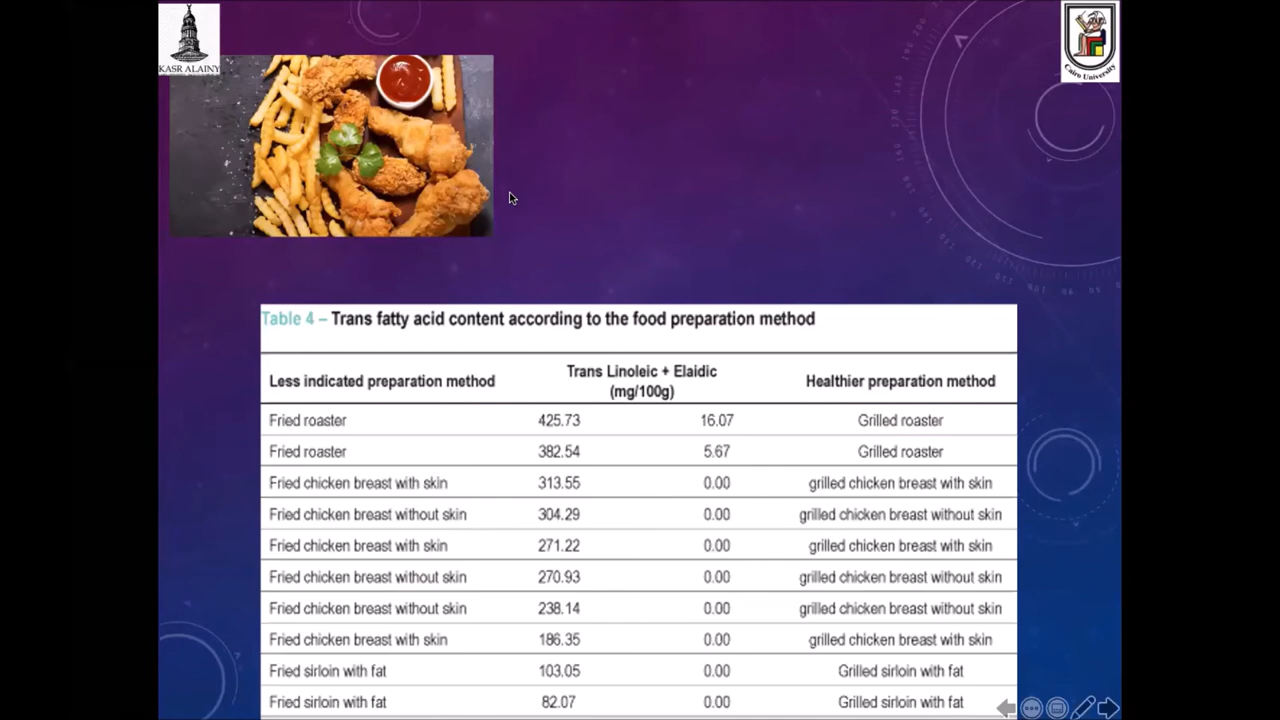 KASR ALAINY
Cairo University
Table 4 – Trans fatty acid content according to the food preparation method
Less indicated preparation method Trans Linoleic + Elaidic (mg/100g) Healthier preparation method
Fried roaster 425.73 16.07 Grilled roaster
Fried roaster 382.54 5.67 Grilled roaster
Fried chicken breast with skin 313.55 0.00 grilled chicken breast with skin
Fried chicken breast without skin 304.29 0.00 grilled chicken breast without skin
Fried chicken breast with skin 271.22 0.00 grilled chicken breast with skin
Fried chicken breast without skin 270.93 0.00 grilled chicken breast without skin
Fried chicken breast without skin 238.14 0.00 grilled chicken breast without skin
Fried chicken breast with skin 186.35 0.00 grilled chicken breast with skin
Fried sirloin with fat 103.05 0.00 Grilled sirloin with fat
Fried sirloin with fat 82.07 0.00 Grilled sirloin with fat